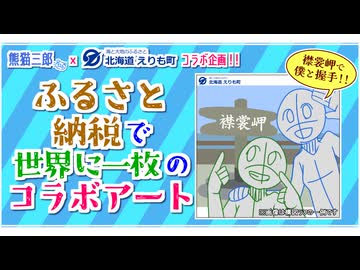 熊猫三郎 × 海と大地のふるさと 北海道えりも町 コラボ企画!!
ふるさと
納税で
世界に一枚の
コラボアート
襟裳岬で
僕と握手!!
北海道 えりも町
襟裳岬